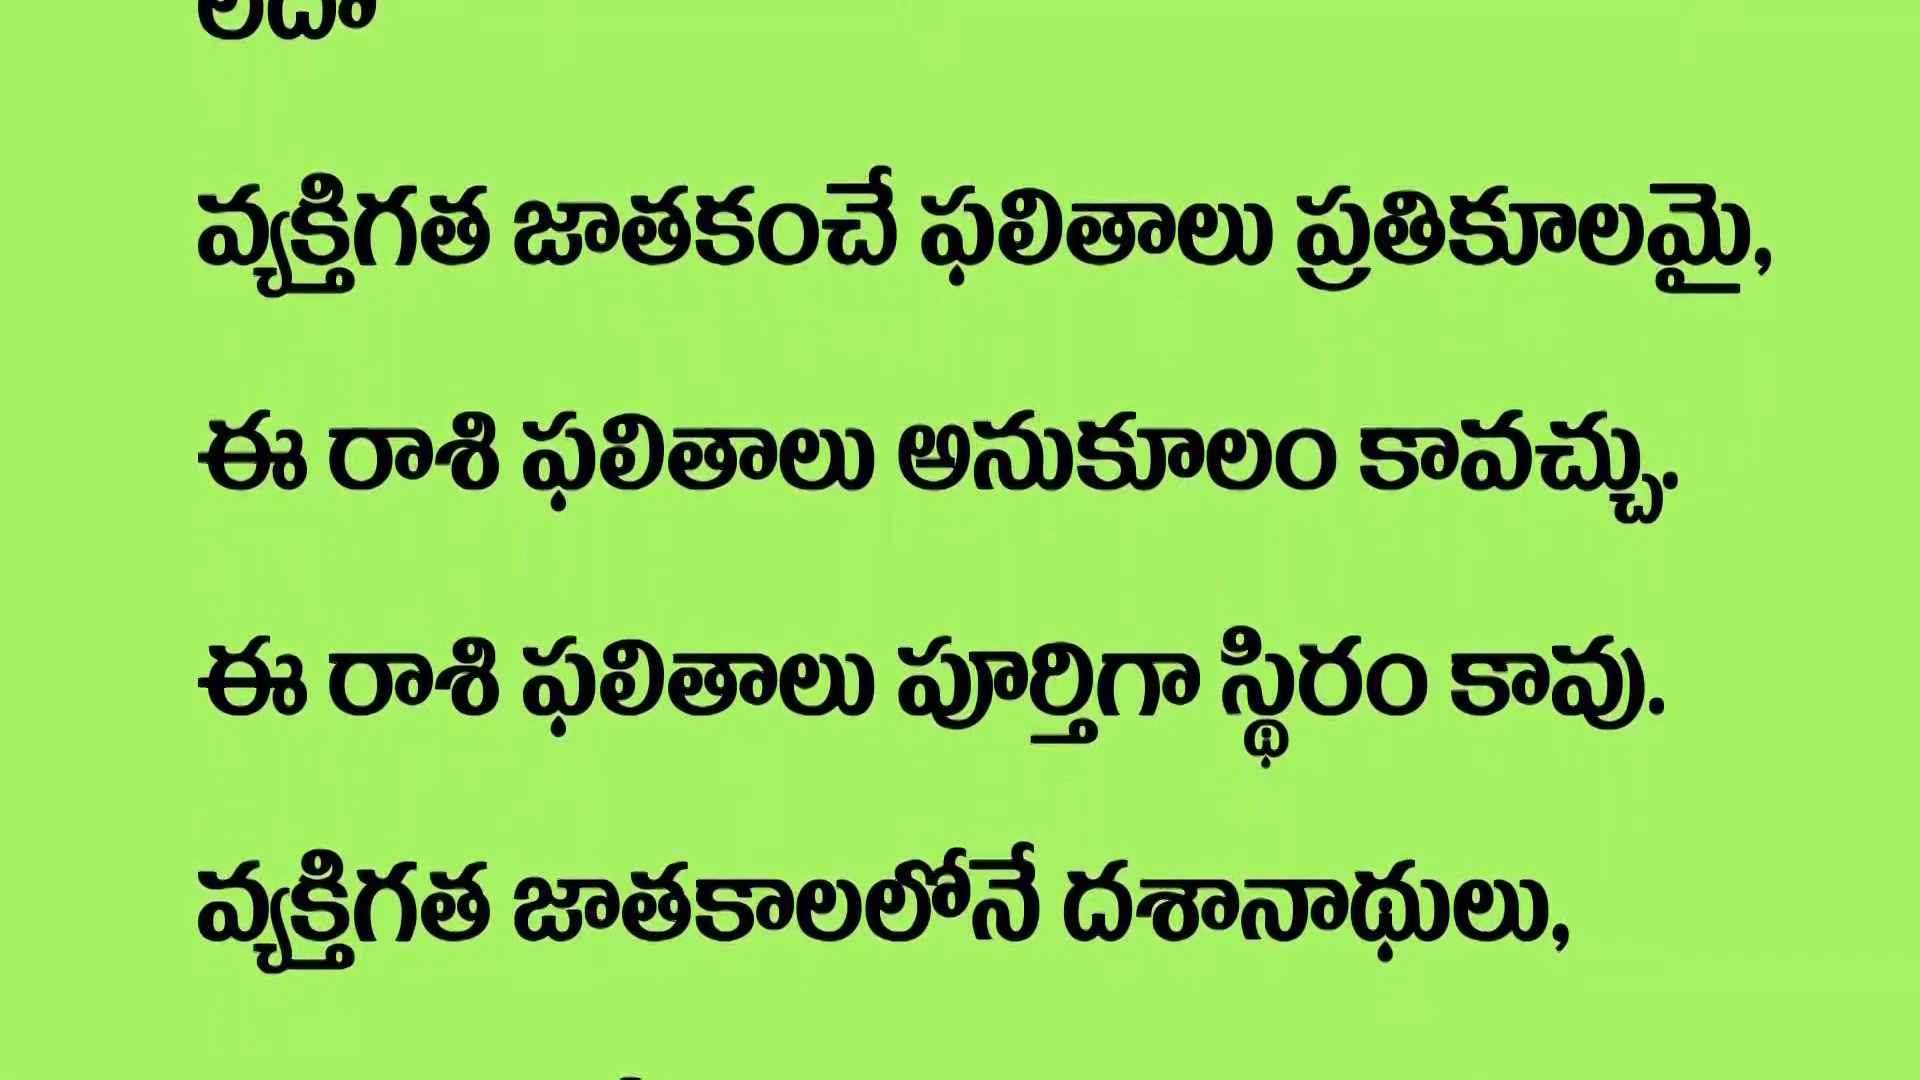 లేదా
వ్యక్తిగత జాతకంచే ఫలితాలు ప్రతికూలమై,
ఈ రాశి ఫలితాలు అనుకూలం కావచ్చు.
ఈ రాశి ఫలితాలు పూర్తిగా స్థిరం కావు.
వ్యక్తిగత జాతకాలలోనే దశానాథులు,